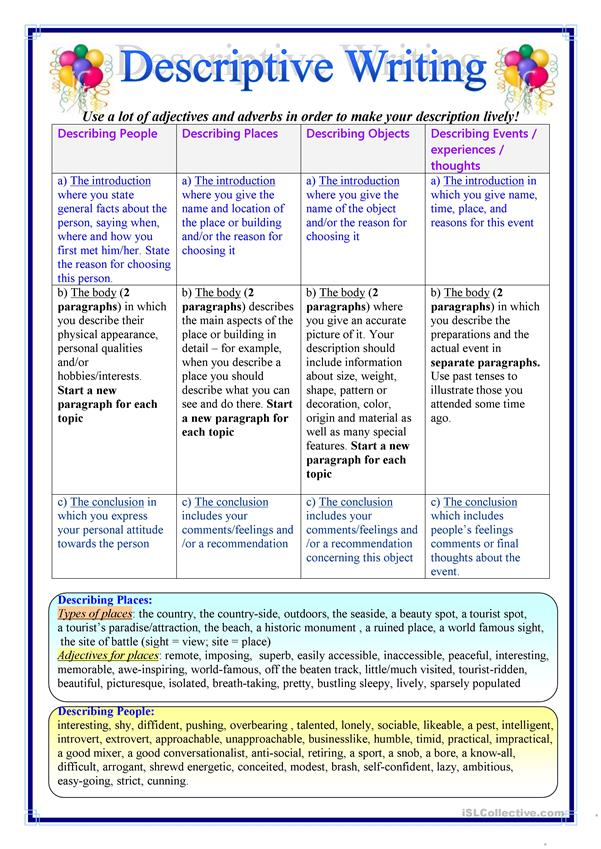 Descriptive Writing
Use a lot of adjectives and adverbs in order to make your description lively!
Describing People
Describing Places
Describing Objects
Describing Events /
experiences /
thoughts
a) The introduction
where you state
general facts about the
person, saying when,
where and how you
first met him/her. State
the reason for choosing
this person.
a) The introduction
where you give the
name and location of
the place or building
and/or the reason for
choosing it
a) The introduction
where you give the
name of the object
and/or the reason for
choosing it
a) The introduction in
which you give name,
time, place, and
reasons for this event
b) The body (2
paragraphs) in which
you describe their
physical appearance,
personal qualities
and/or
hobbies/interests.
Start a new
paragraph for each
topic
b) The body (2
paragraphs) describes
the main aspects of the
place or building in
detail – for example,
when you describe a
place you should
describe what you can
see and do there. Start
a new paragraph for
each topic
b) The body (2
paragraphs) where
you give an accurate
picture of it. Your
description should
include information
about size, weight,
shape, pattern or
decoration, color,
origin and material as
well as many special
features. Start a new
paragraph for each
topic
b) The body (2
paragraphs) in which
you describe the
preparations and the
actual event in
separate paragraphs.
Use past tenses to
illustrate those you
attended some time
ago.
c) The conclusion in
which you express
your personal attitude
towards the person
c) The conclusion
includes your
comments/feelings and
/or a recommendation
c) The conclusion
includes your
comments/feelings and
/or a recommendation
concerning this object
c) The conclusion
which includes
people's feelings
comments or final
thoughts about the
event.
Describing Places:
Types of places: the country, the country-side, outdoors, the seaside, a beauty spot, a tourist spot,
a tourist's paradise/attraction, the beach, a historic monument , a ruined place, a world famous sight,
the site of battle (sight = view; site = place)
Adjectives for places: remote, imposing, superb, easily accessible, inaccessible, peaceful, interesting,
memorable, awe-inspiring, world-famous, off the beaten track, little/much visited, tourist-ridden,
beautiful, picturesque, isolated, breath-taking, pretty, bustling sleepy, lively, sparsely populated
Describing People:
interesting, shy, diffident, pushing, overbearing , talented, lonely, sociable, likeable, a pest, intelligent,
introvert, extrovert, approachable, unapproachable, businesslike, humble, timid, practical, impractical,
a good mixer, a good conversationalist, anti-social, retiring, a sport, a snob, a bore, a know-all,
difficult, arrogant, shrewd energetic, conceited, modest, brash, self-confident, lazy, ambitious,
easy-going, strict, cunning.
iSLCollective.com